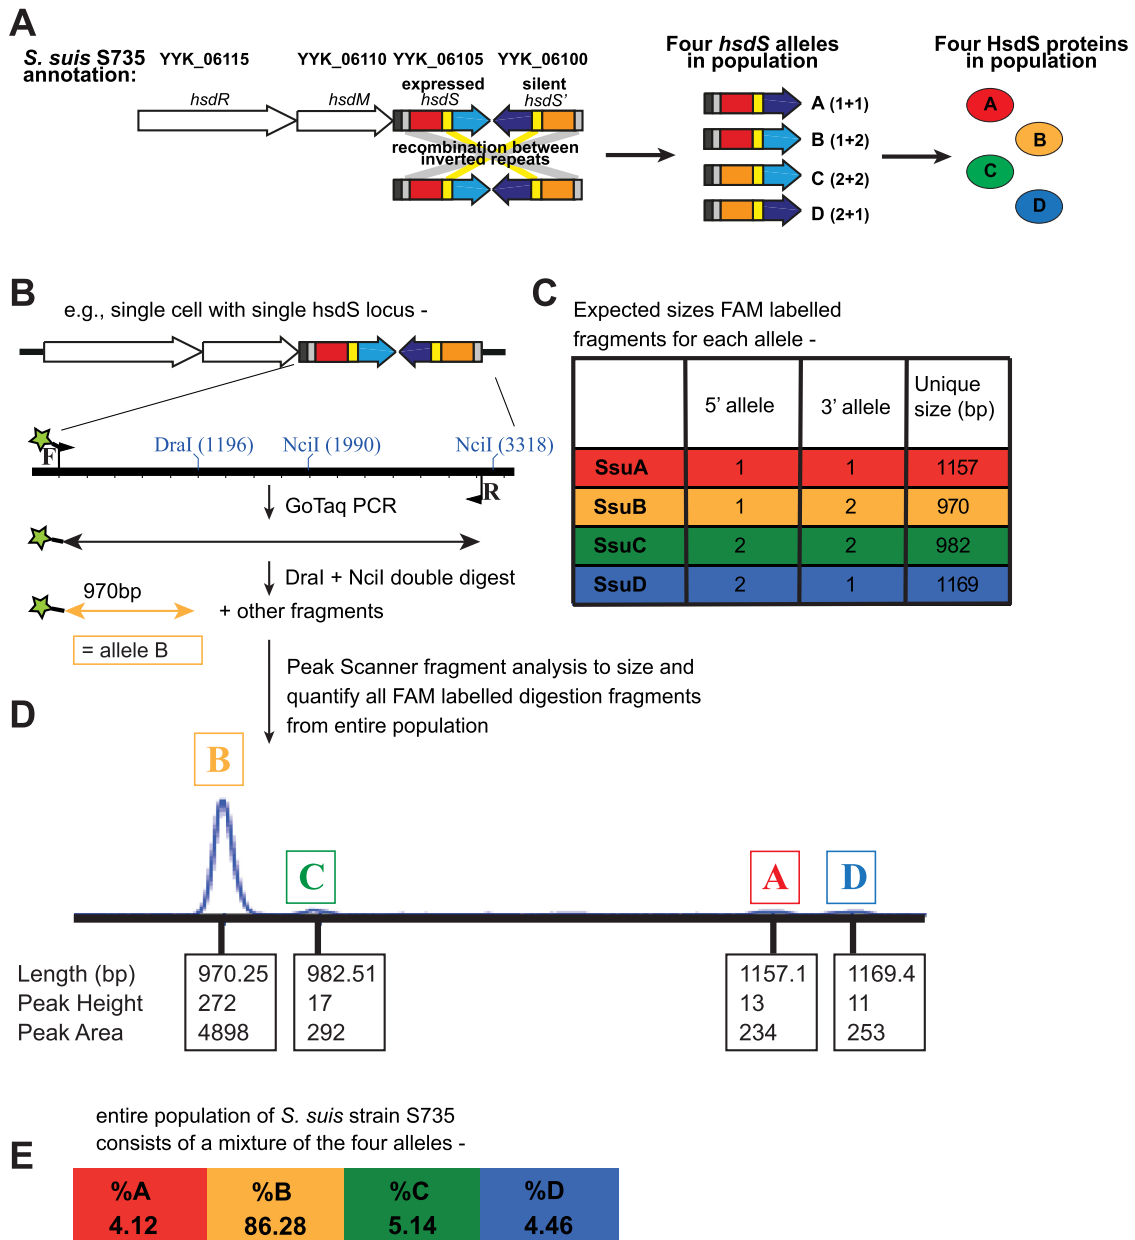 A
S. suis S735
annotation:
YYK_06115
YYK_06110
YYK_06105
YYK_06100
expressed
silent
hsdR
hsdM
hsdS
hsdS'
recombination between
inverted repeats
Four hsdS alleles
in population
A (1+1)
B (1+2)
C (2+2)
D (2+1)
Four HsdS proteins
in population
A
B
C
D
B
e.g., single cell with single hsdS locus -
F
DraI (1196)
NciI (1990)
NciI (3318)
R
GoTaq PCR
DraI + NciI double digest
970bp
+ other fragments
= allele B
Peak Scanner fragment analysis to size and
quantify all FAM labelled digestion fragments
from entire population
C
Expected sizes FAM labelled
fragments for each allele -
5' allele
3' allele
Unique
size (bp)
SsuA 1 1 1157
SsuB 1 2 970
SsuC 2 2 982
SsuD 2 1 1169
D
B
C
A
D
Length (bp) 970.25 982.51 1157.1 1169.4
Peak Height 272 17 13 11
Peak Area 4898 292 234 253
entire population of S. suis strain S735
consists of a mixture of the four alleles -
E
%A %B %C %D
4.12 86.28 5.14 4.46